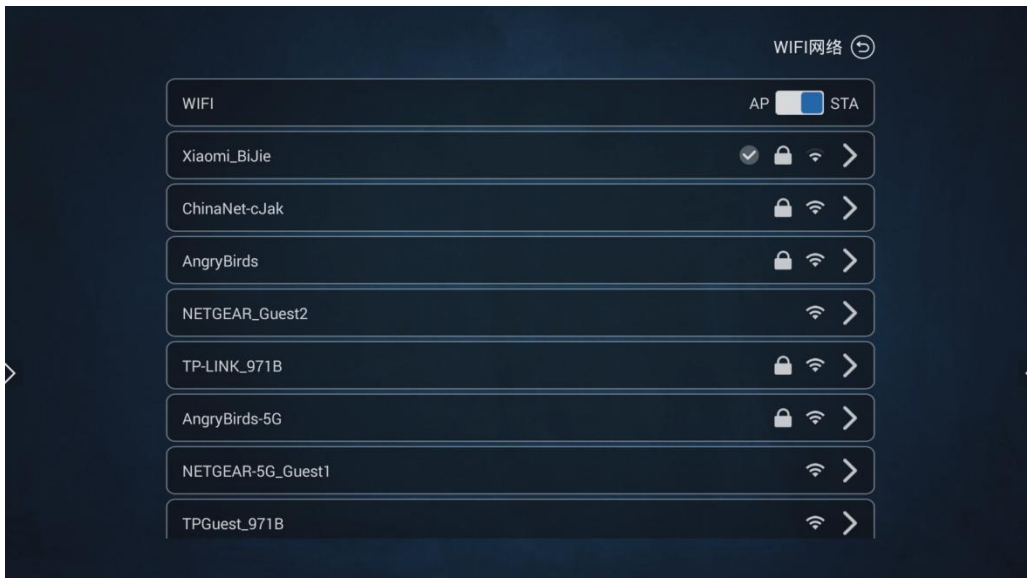 WIFI网络
WIFI AP STA
Xiaomi_BiJie
ChinaNet-cJak
AngryBirds
NETGEAR_Guest2
TP-LINK_971B
AngryBirds-5G
NETGEAR-5G_Guest1
TPGuest_971B